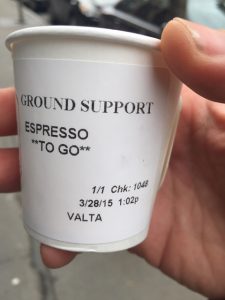 GROUND SUPPORT
ESPRESSO
**TO GO**
1/1 Chk: 1048
3/28/15 1:02p
VALTA